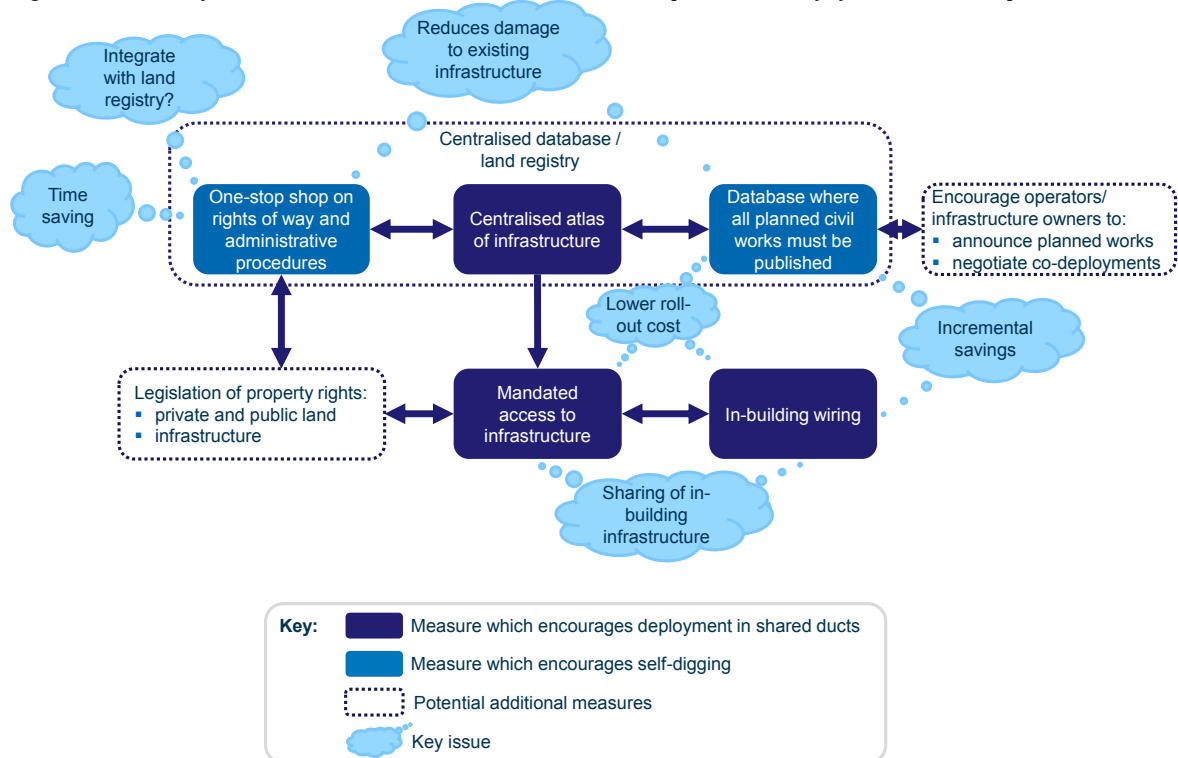 Reduces damage
to existing
infrastructure
Integrate
with land
registry?
Centralised database /
land registry
Time
saving
One-stop shop on
rights of way and
administrative
procedures
Centralised atlas
of infrastructure
Database where
all planned civil
works must be
published
Encourage operators/
infrastructure owners to:
▪ announce planned works
▪ negotiate co-deployments
Lower roll-
out cost
Incremental
savings
Legislation of property rights:
▪ private and public land
▪ infrastructure
Mandated
access to
infrastructure
In-building wiring
Sharing of in-
building
infrastructure
Key:
Measure which encourages deployment in shared ducts
Measure which encourages self-digging
Potential additional measures
Key issue